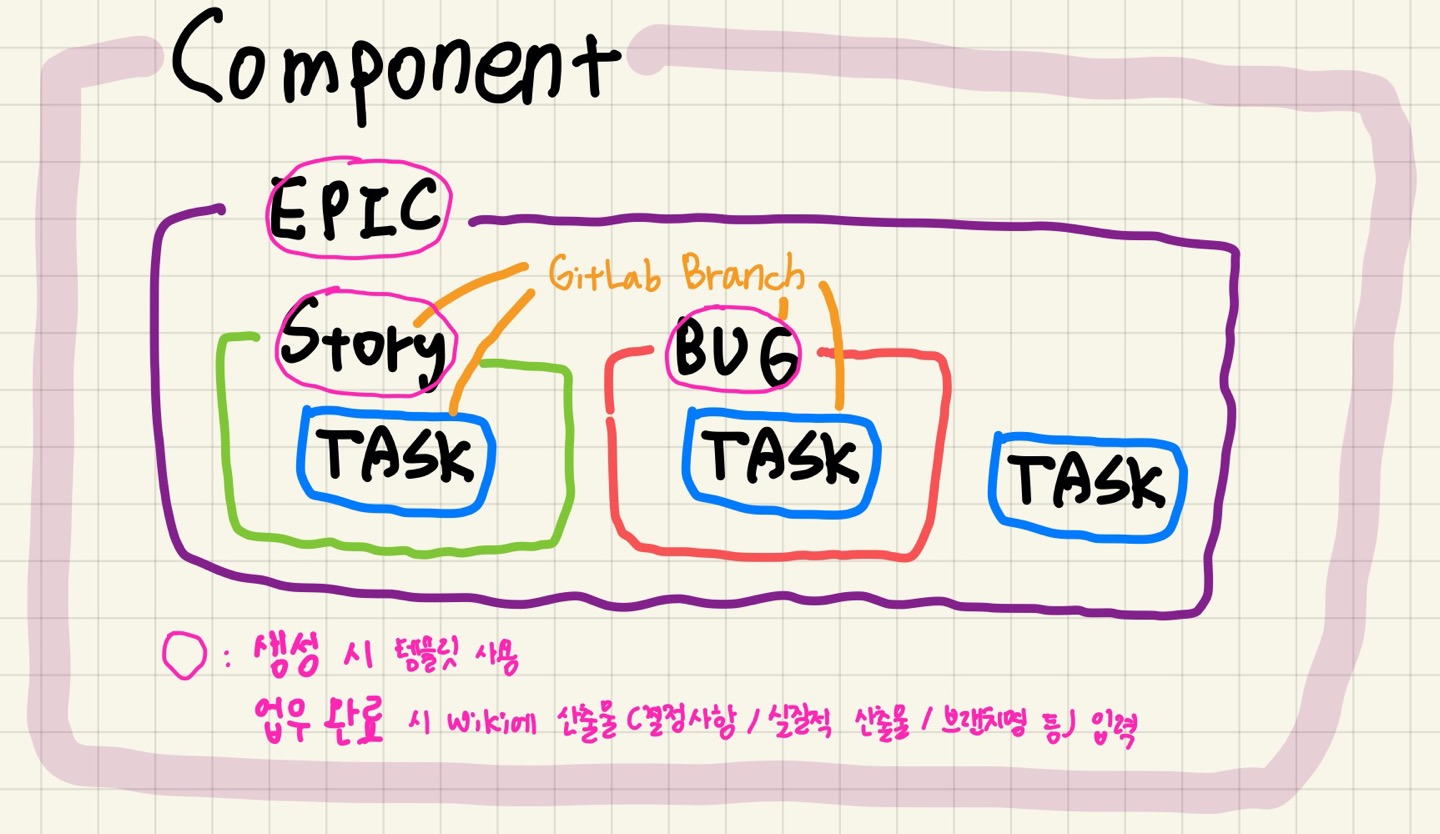 Component
EPIC
GitLab Branch
Story
BUG
TASK
TASK
TASK
: 생성 시 템플릿 사용
업무 완료 시 wiki에 산출물 (결정사항 / 실질적 산출물 / 브랜치명 등) 입력